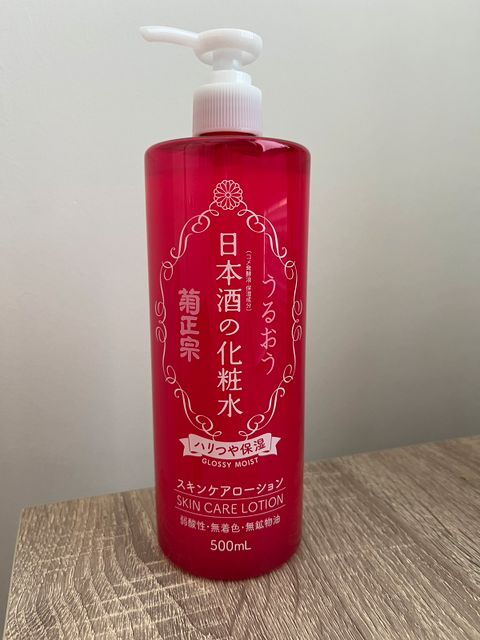 うるおう
日本酒の化粧水
(コメ発酵液 保湿成分)
菊正宗
ハリつや保湿
GLOSSY MOIST
スキンケアローション
SKIN CARE LOTION
弱酸性・無着色・無鉱物油
500mL